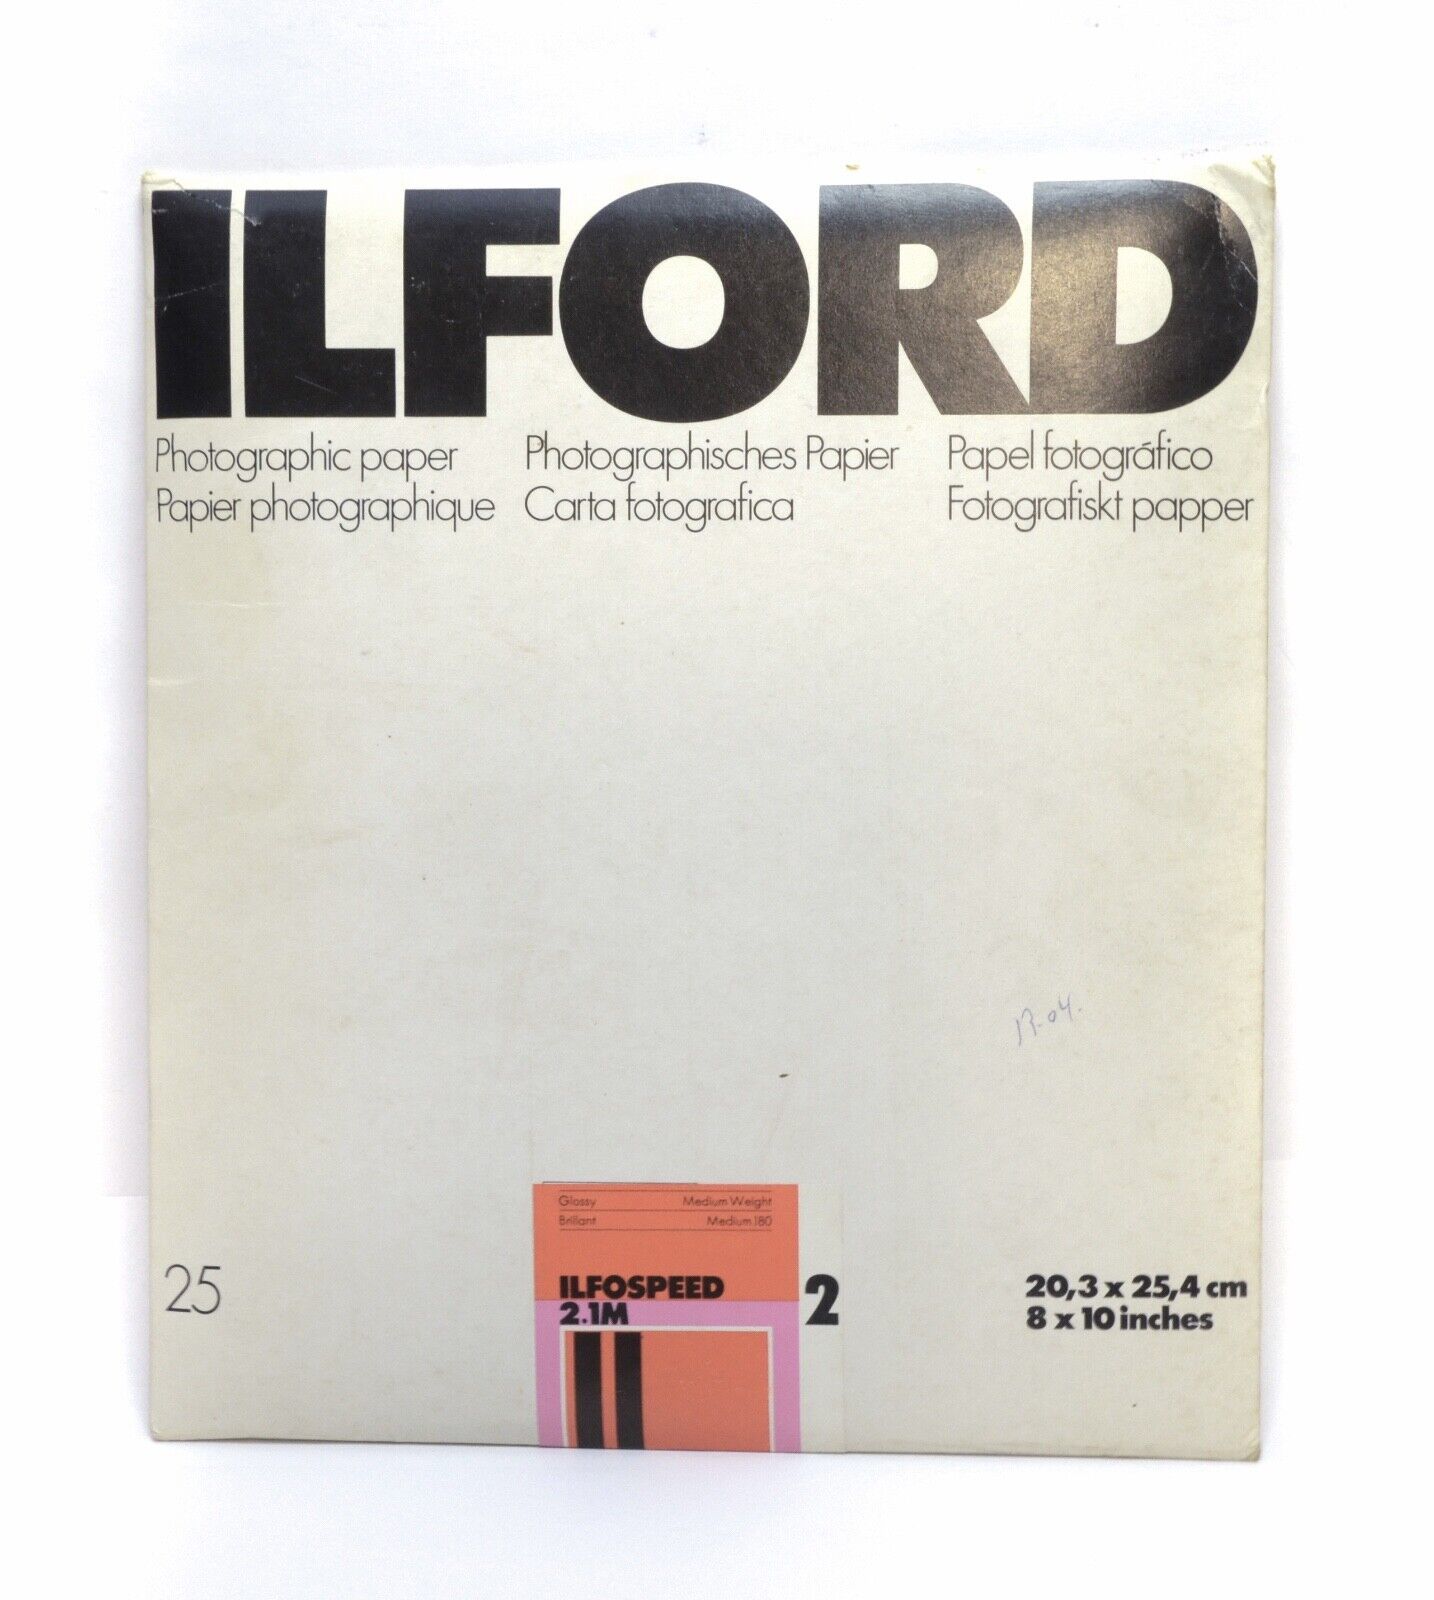 ILFORD
Photographic paper
Papier photographique
Photographisches Papier
Carta fotografica
Papel fotográfico
Fotografiskt papper
Glossy Medium Weight
Brillant Medium 180
25
ILFOSPEED
2.1M
2
20,3 x 25,4 cm
8 x 10 inches